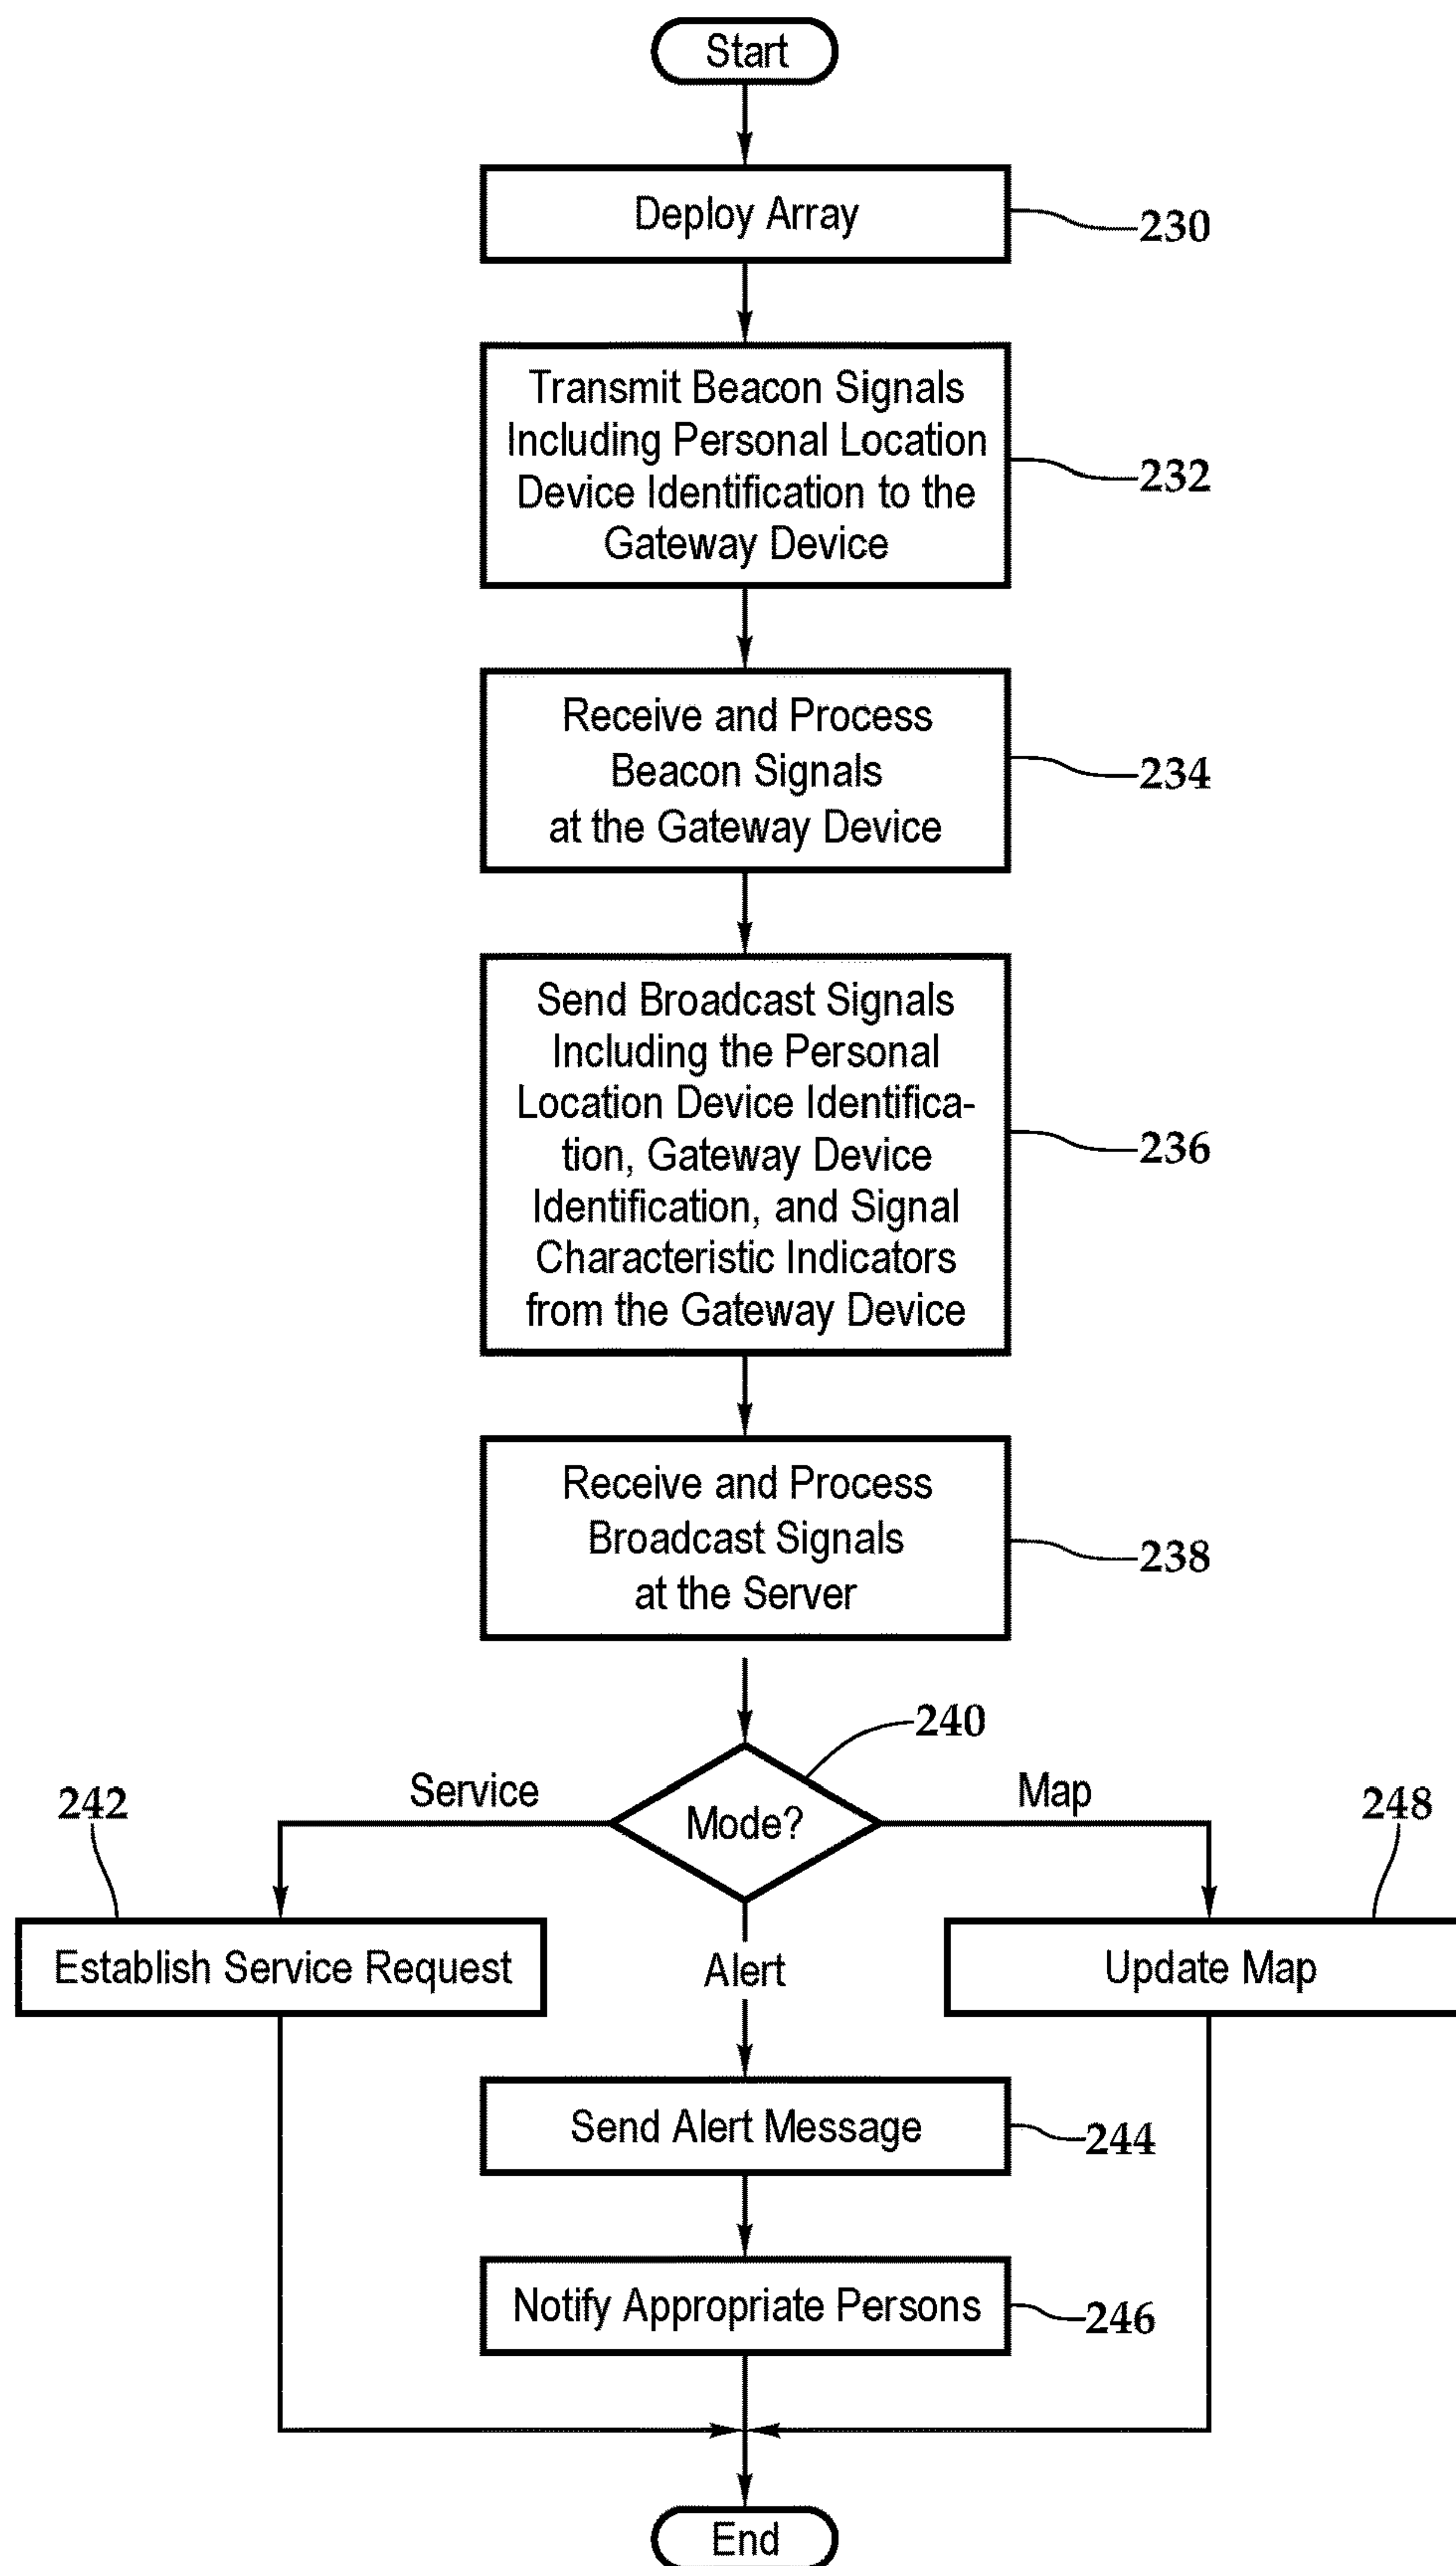 Start
Deploy Array
230
Transmit Beacon Signals
Including Personal Location
Device Identification to the
Gateway Device
232
Receive and Process
Beacon Signals
at the Gateway Device
234
Send Broadcast Signals
Including the Personal
Location Device Identifica-
tion, Gateway Device
Identification, and Signal
Characteristic Indicators
from the Gateway Device
236
Receive and Process
Broadcast Signals
at the Server
238
240
Mode?
Service
Map
242
248
Establish Service Request
Alert
Update Map
Send Alert Message
244
Notify Appropriate Persons
246
End